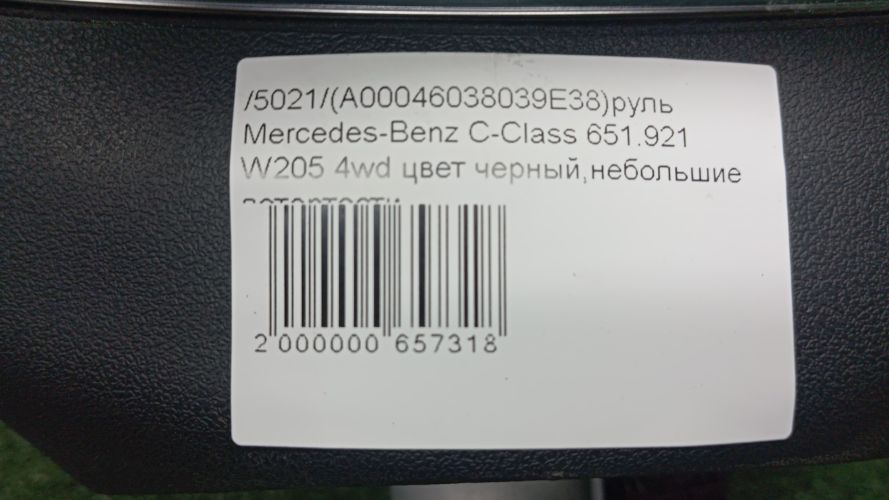 /5021/(A00046038039E38)руль
Mercedes-Benz C-Class 651.921
W205 4wd цвет черный,небольшие
2 000000 657318